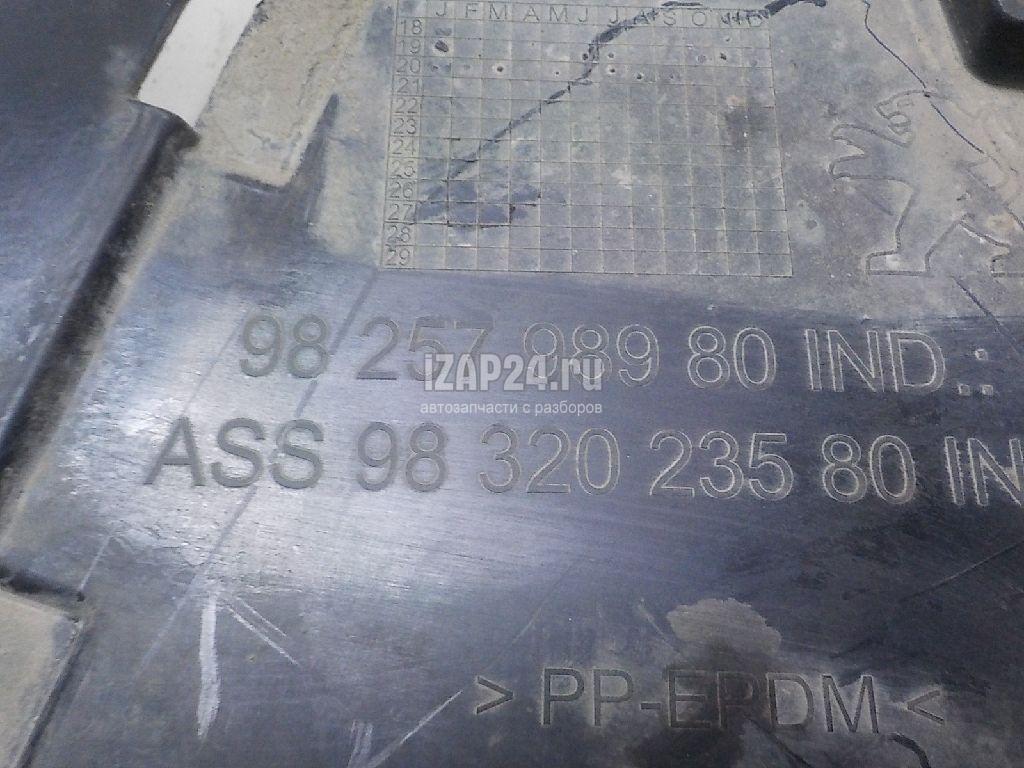 J F M A M J J A S O N D
18
19
20
21
22
23
24
25
26
27
28
29
98 257 989 80 IND.:
iZAP24.ru
автозапчасти с разборов
ASS 98 320 235 80 IN
> PP-EPDM <